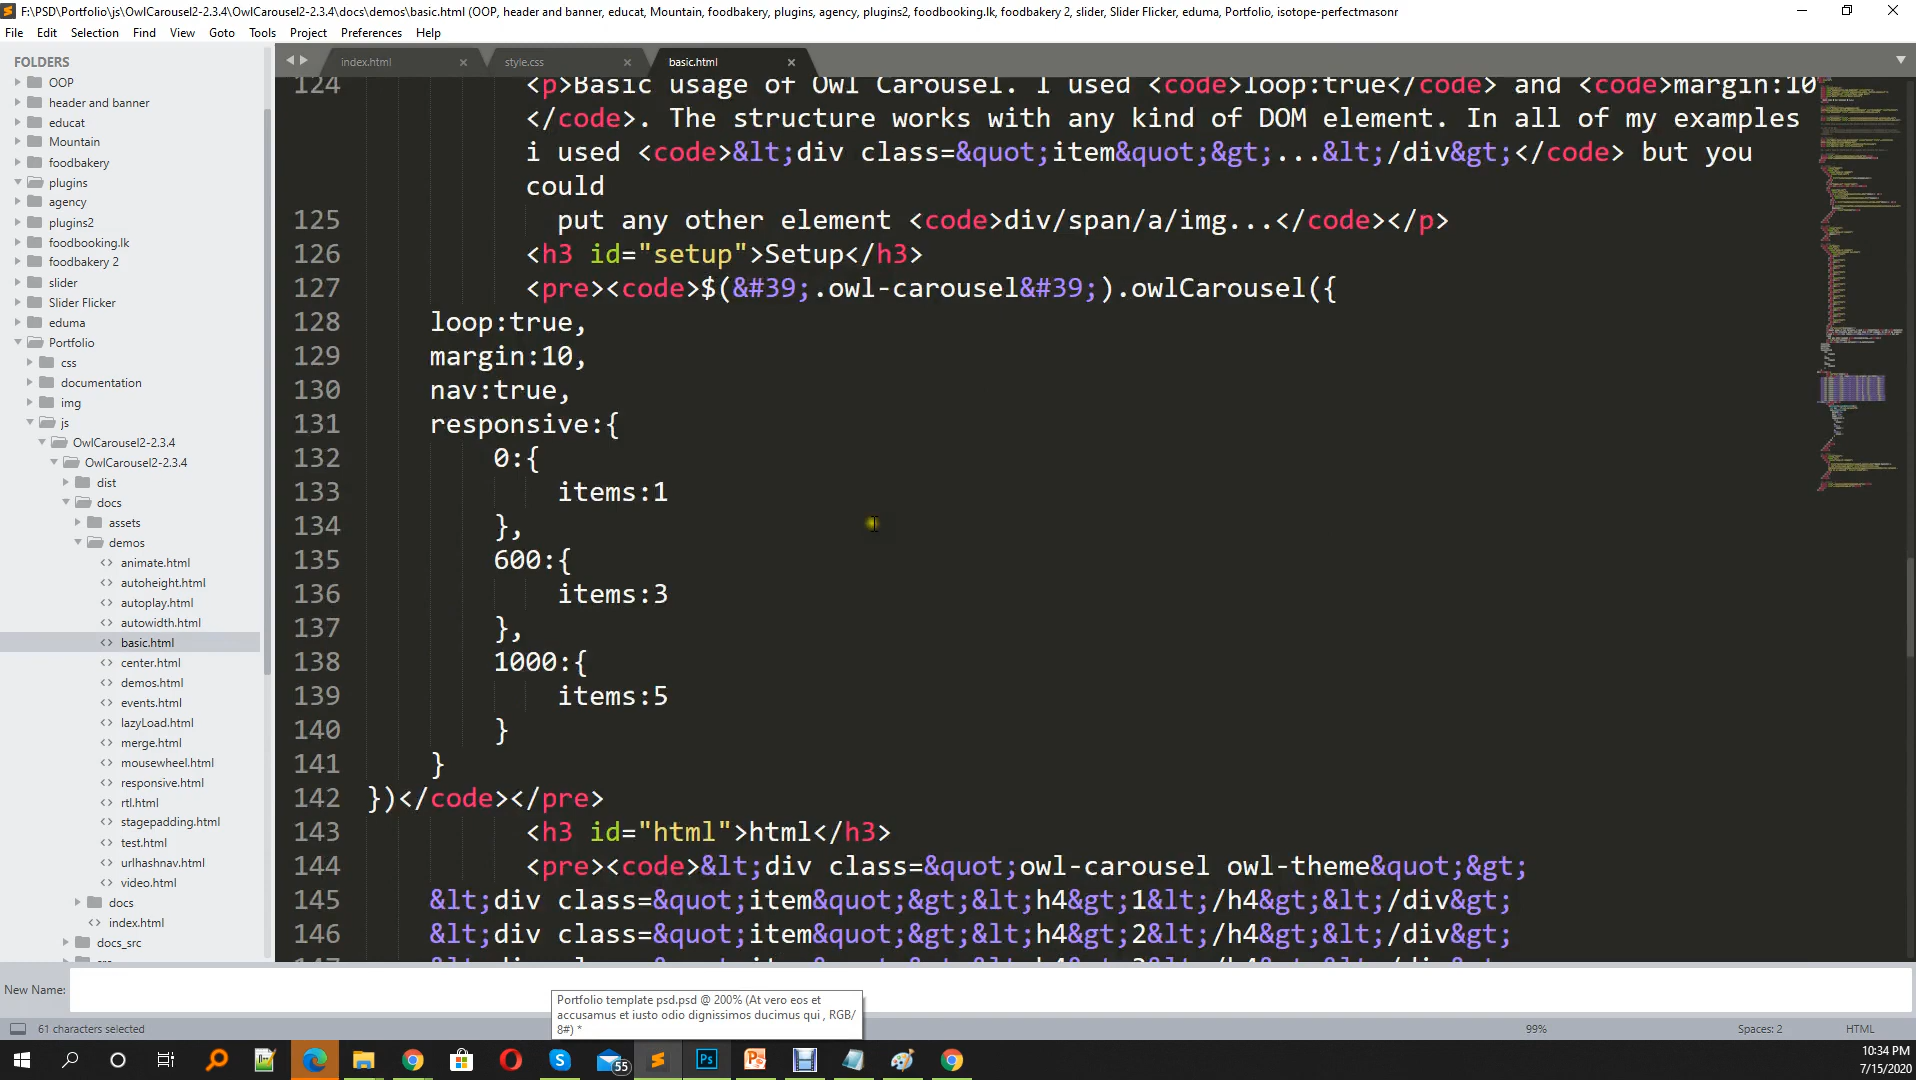 F:\PSD\Portfolio\js\OwlCarousel2-2.3.4\OwlCarousel2-2.3.4\docs\demos\basic.html (OOP, header and banner, educat, Mountain, foodbakery, plugins, agency, plugins2, foodbooking.lk, foodbakery 2, slider, Slider Flicker, eduma, Portfolio, isotope-perfectmasonr
File Edit Selection Find View Goto Tools Project Preferences Help
FOLDERS
OOP
header and banner
educat
Mountain
foodbakery
plugins
agency
plugins2
foodbooking.lk
foodbakery 2
slider
Slider Flicker
eduma
Portfolio
css
documentation
img
js
OwlCarousel2-2.3.4
OwlCarousel2-2.3.4
dist
docs
assets
demos
<> animate.html
<> autoheight.html
<> autoplay.html
<> autowidth.html
<> basic.html
<> center.html
<> demos.html
<> events.html
<> lazyLoad.html
<> merge.html
<> mousewheel.html
<> responsive.html
<> rtl.html
<> stagepadding.html
<> test.html
<> urlhashnav.html
<> video.html
docs
<> index.html
docs_src
index.html style.css basic.html
124 <p>Basic usage of Owl Carousel. I used <code>loop:true</code> and <code>margin:10
</code>. The structure works with any kind of DOM element. In all of my examples
i used <code>&lt;div class=&quot;item&quot;&gt;...&lt;/div&gt;</code> but you
could
125 put any other element <code>div/span/a/img...</code></p>
126 <h3 id="setup">Setup</h3>
127 <pre><code>$(&#39;.owl-carousel&#39;).owlCarousel({
128 loop:true,
129 margin:10,
130 nav:true,
131 responsive:{
132 0:{
133 items:1
134 },
135 600:{
136 items:3
137 },
138 1000:{
139 items:5
140 }
141 }
142 })</code></pre>
143 <h3 id="html">html</h3>
144 <pre><code>&lt;div class=&quot;owl-carousel owl-theme&quot;&gt;
145 &lt;div class=&quot;item&quot;&gt;&lt;h4&gt;1&lt;/h4&gt;&lt;/div&gt;
146 &lt;div class=&quot;item&quot;&gt;&lt;h4&gt;2&lt;/h4&gt;&lt;/div&gt;
New Name:
Portfolio template psd.psd @ 200% (At vero eos et
accusamus et iusto odio dignissimos ducimus qui , RGB/
8#) *
61 characters selected 99% Spaces: 2 HTML
55
10:34 PM
7/15/2020